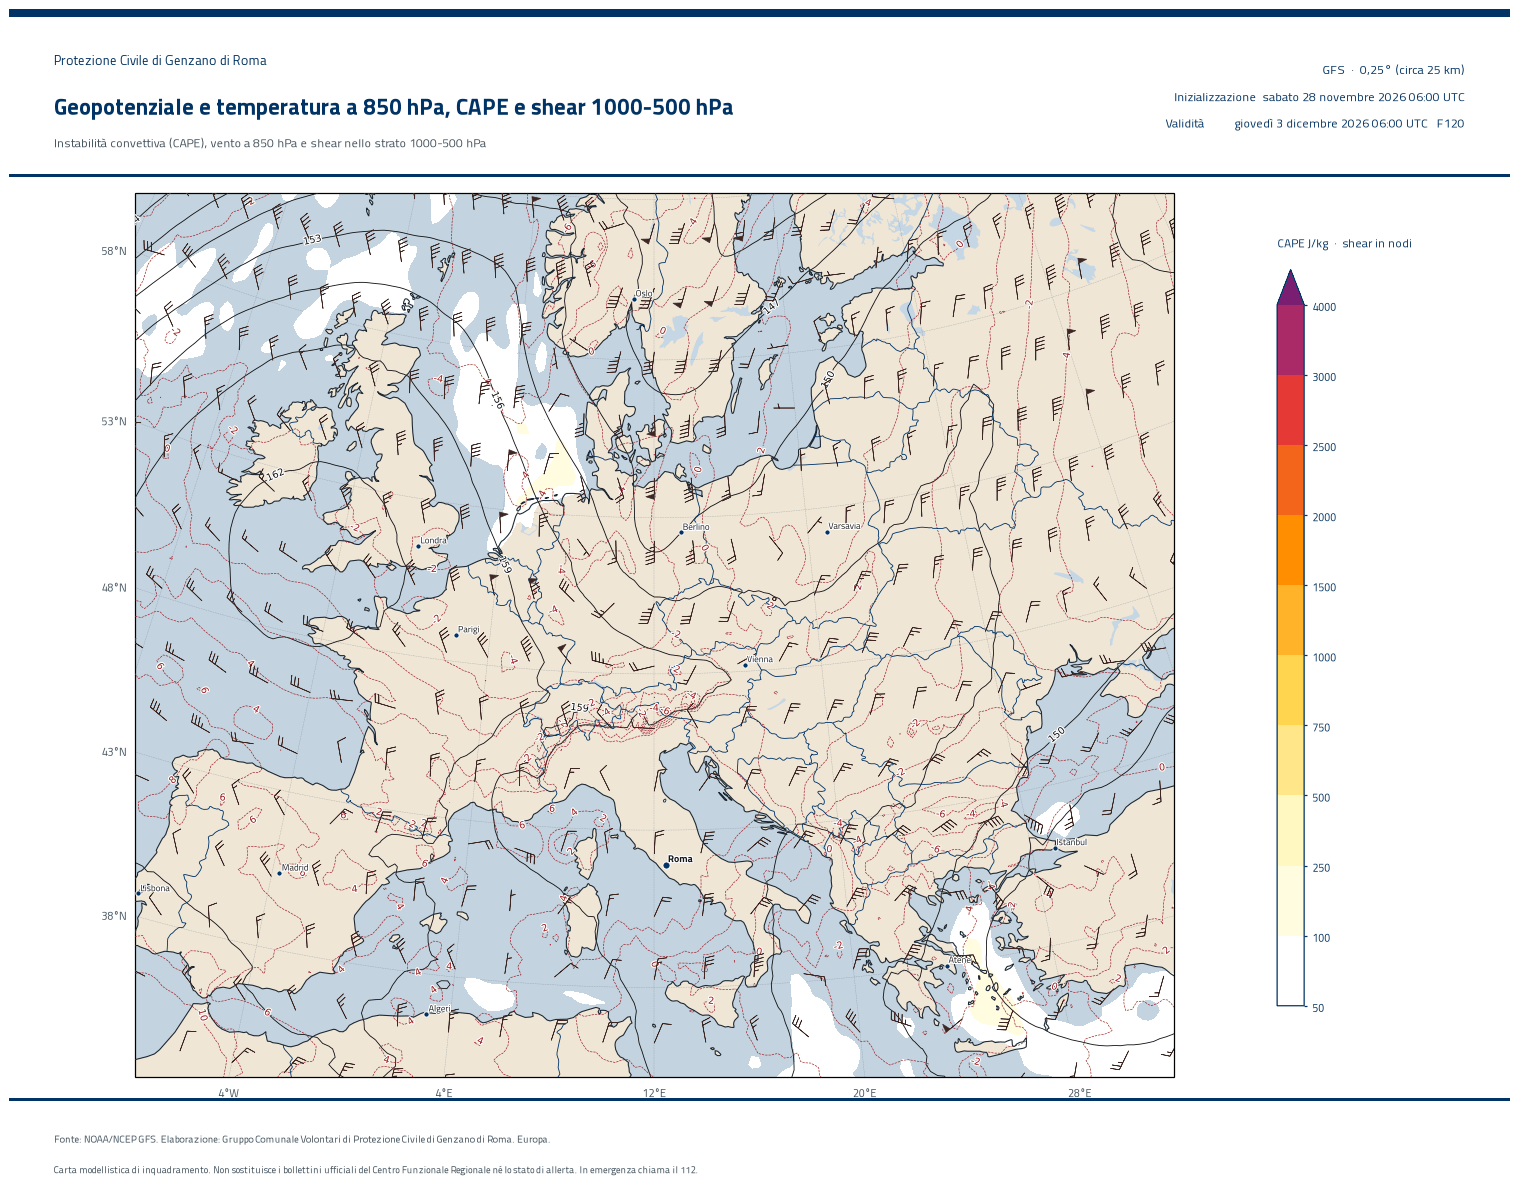 Protezione Civile di Genzano di Roma
Geopotenziale e temperatura a 850 hPa, CAPE e shear 1000-500 hPa
Instabilità convettiva (CAPE), vento a 850 hPa e shear nello strato 1000-500 hPa
GFS · 0,25° (circa 25 km)
Inizializzazione sabato 28 novembre 2026 06:00 UTC
Validità giovedì 3 dicembre 2026 06:00 UTC F120
58°N
53°N
48°N
43°N
38°N
4°W
4°E
12°E
20°E
28°E
153
156
162
159
159
147
150
150
Oslo
Londra
Berlino
Varsavia
Parigi
Vienna
Madrid
Lisbona
Roma
Istanbul
Atene
Algeri
CAPE J/kg · shear in nodi
4000
3000
2500
2000
1500
1000
750
500
250
100
50
Fonte: NOAA/NCEP GFS. Elaborazione: Gruppo Comunale Volontari di Protezione Civile di Genzano di Roma. Europa.
Carta modellistica di inquadramento. Non sostituisce i bollettini ufficiali del Centro Funzionale Regionale né lo stato di allerta. In emergenza chiama il 112.